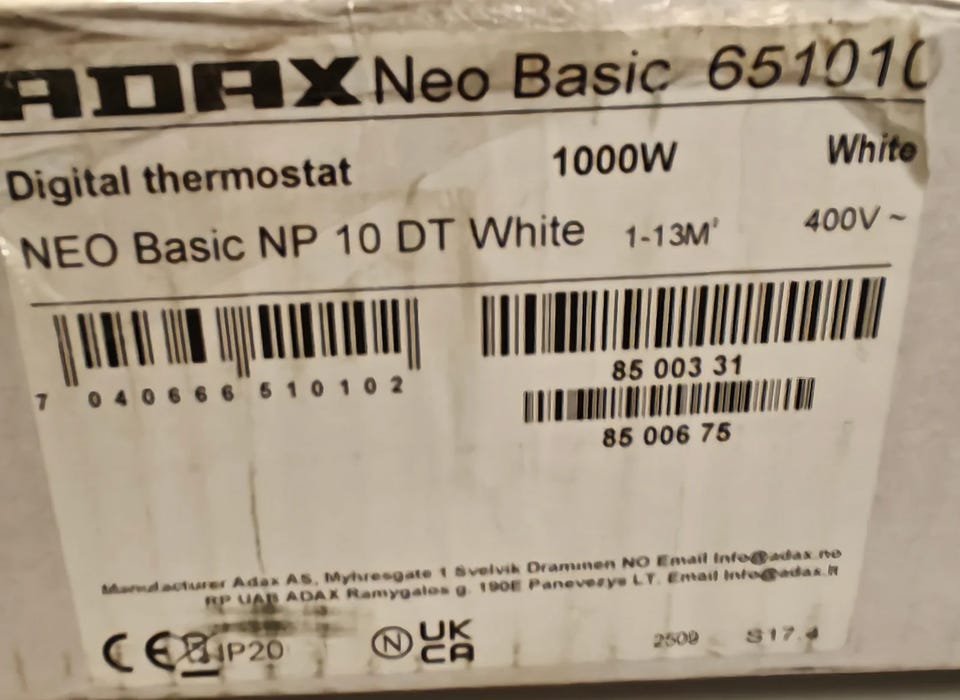 ADAX Neo Basic 651010
Digital thermostat 1000W White
NEO Basic NP 10 DT White 1-13M² 400V ~
7 040666 510102
85 003 31
85 006 75
Manufacturer Adax AS, Myhresgate 1 Svelvik Drammen NO Email Info@adax.no
RP UAB ADAX Ramygalos g. 190E Panevezys LT. Email Info@adax.lt
CE IP20 N UK CA 2509 S17.4